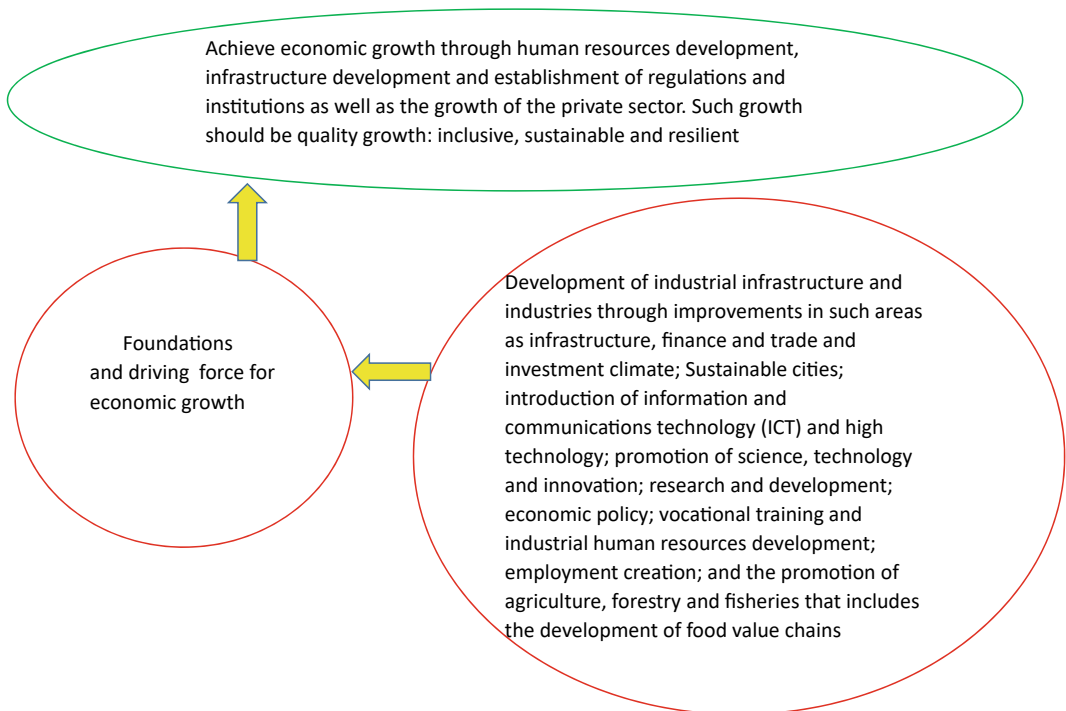 Achieve economic growth through human resources development,
infrastructure development and establishment of regulations and
institutions as well as the growth of the private sector. Such growth
should be quality growth: inclusive, sustainable and resilient
Foundations
and driving force for
economic growth
Development of industrial infrastructure and
industries through improvements in such areas
as infrastructure, finance and trade and
investment climate; Sustainable cities;
introduction of information and
communications technology (ICT) and high
technology; promotion of science, technology
and innovation; research and development;
economic policy; vocational training and
industrial human resources development;
employment creation; and the promotion of
agriculture, forestry and fisheries that includes
the development of food value chains